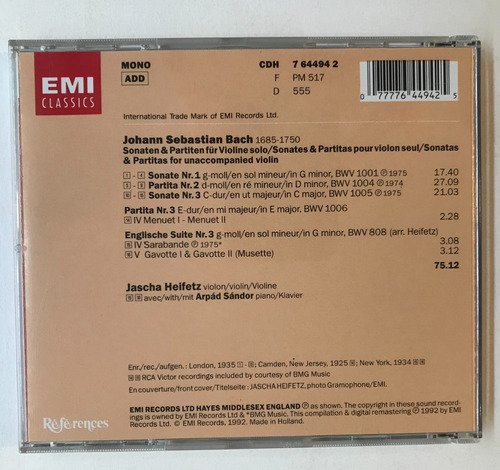 EMI
CLASSICS
MONO
ADD
CDH 7 64494 2
F PM 517
D 555
0 77776 44942 5
International Trade Mark of EMI Records Ltd.
Johann Sebastian Bach 1685-1750
Sonaten & Partiten für Violine solo/Sonates & Partitas pour violon seul/Sonatas
& Partitas for unaccompanied violin
Sonate Nr. 1 g-moll/en sol mineur/in G minor, BWV 1001 ℗ 1975 17.40
Partita Nr. 2 d-moll/en ré mineur/in D minor, BWV 1004 ℗ 1974 27.09
Sonate Nr. 3 C-dur/en ut majeur/in C major, BWV 1005 ℗ 1975 21.03
Partita Nr. 3 E-dur/en mi majeur/in E major, BWV 1006
IV Menuet I - Menuet II 2.28
Englische Suite Nr.3 g-moll/en sol mineur/in G minor, BWV 808 (arr. Heifetz)
IV Sarabande ℗ 1975* 3.08
V Gavotte I & Gavotte II (Musette) 3.12
75.12
Jascha Heifetz violon/violin/Violine
avec/with/mit Arpád Sándor piano/Klavier
Enr./rec./aufgen.: London, 1935; Camden, New Jersey, 1925; New York, 1934
RCA Victor recordings included by courtesy of BMG Music
En couverture/front cover/Titelseite: JASCHA HEIFETZ, photo Gramophone/EMI.
EMI RECORDS LTD HAYES MIDDLESEX ENGLAND ℗ as shown. The copyright in these sound record-
ings is owned by EMI Records Ltd & *BMG Music. This compilation & digital remastering ℗ 1992 by EMI
Records Ltd. © EMI Records, 1992. Made in Holland.
Références